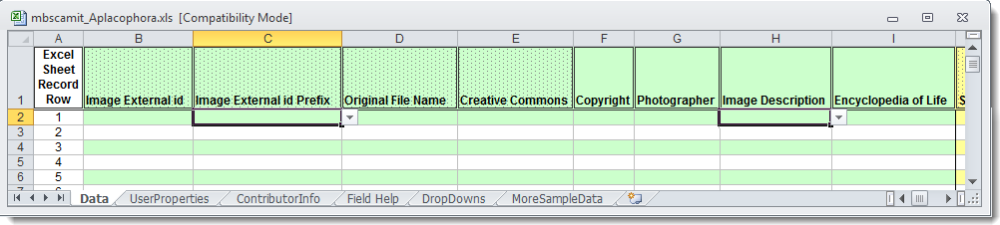 mbscamit_Aplacophora.xls [Compatibility Mode]
A B C D E F G H I
Excel
Sheet
Record
1 Row Image External id Image External id Prefix Original File Name Creative Commons Copyright Photographer Image Description Encyclopedia of Life
2 1
3 2
4 3
5 4
6 5
Data UserProperties ContributorInfo Field Help DropDowns MoreSampleData